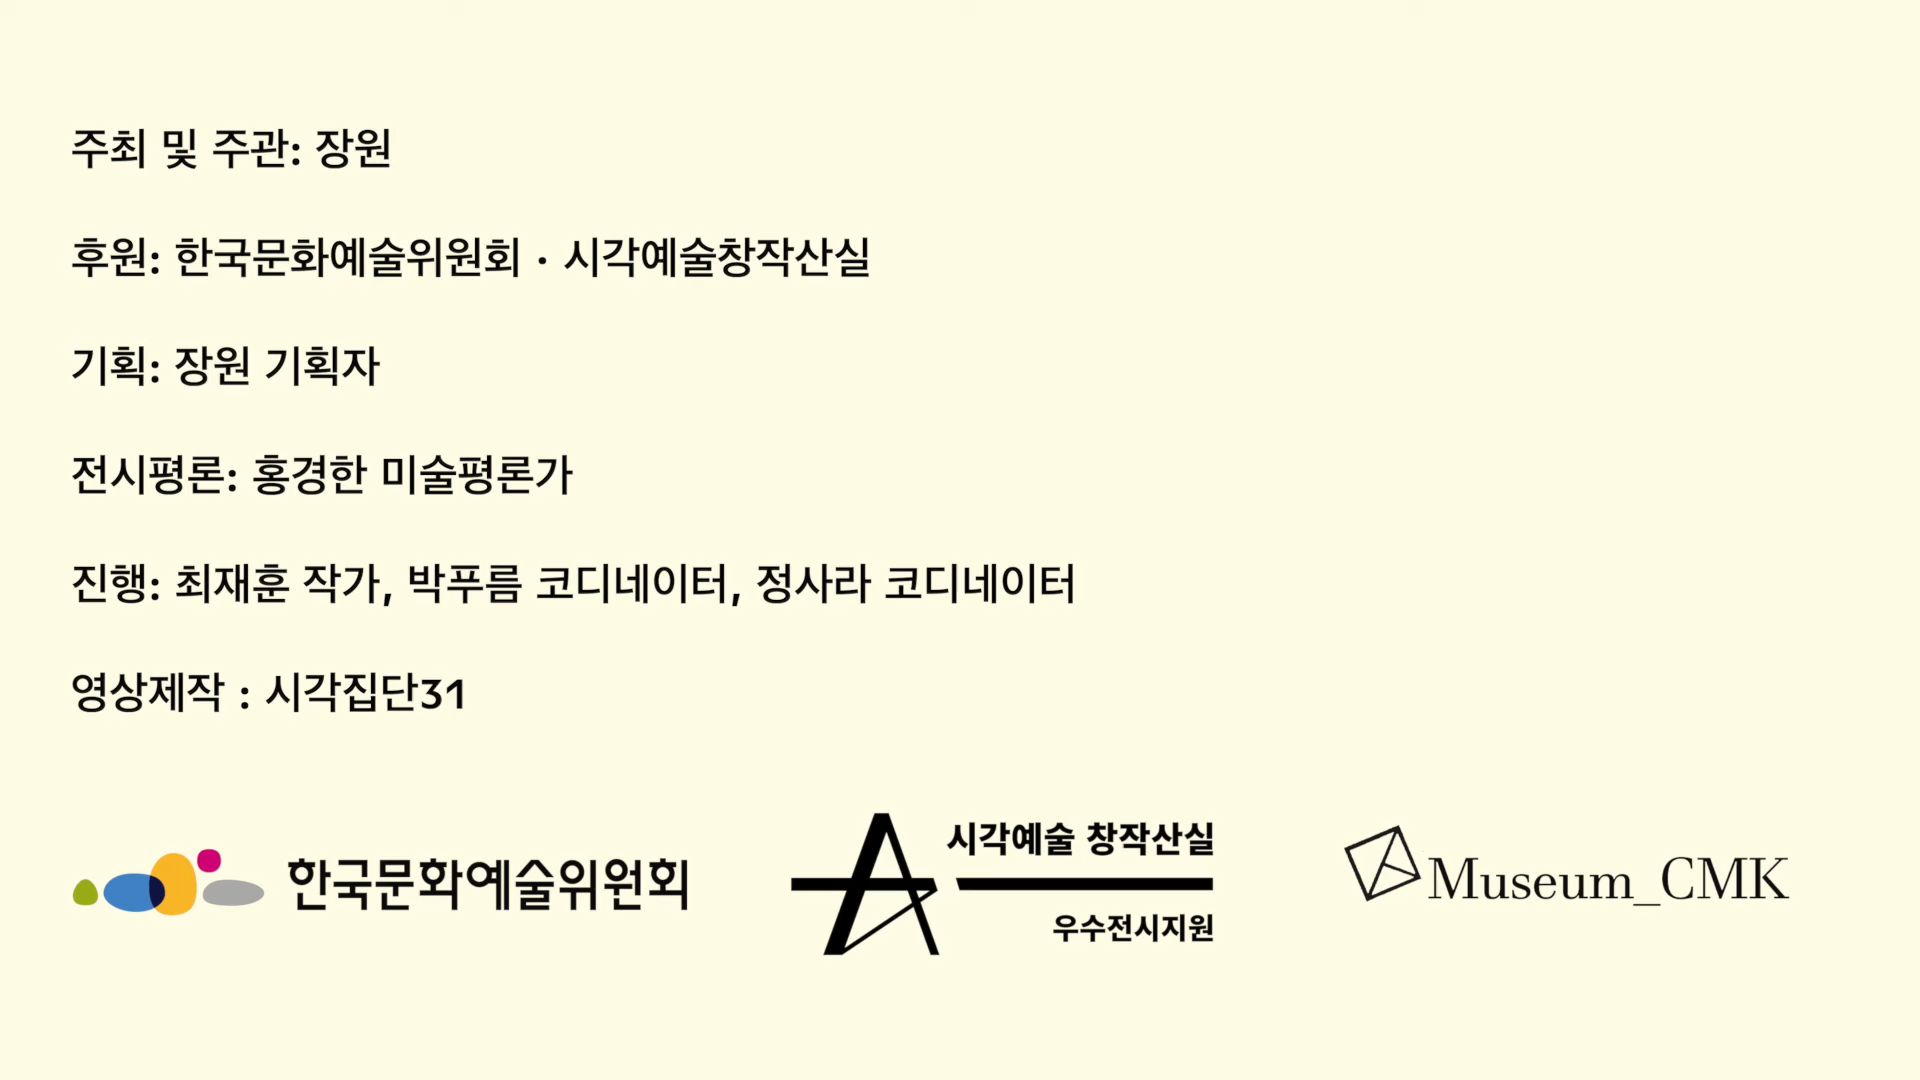 주최 및 주관: 장원
후원: 한국문화예술위원회 · 시각예술창작산실
기획: 장원 기획자
전시평론: 홍경한 미술평론가
진행: 최재훈 작가, 박푸름 코디네이터, 정사라 코디네이터
영상제작 : 시각집단31
한국문화예술위원회
시각예술 창작산실
우수전시지원
Museum_CMK